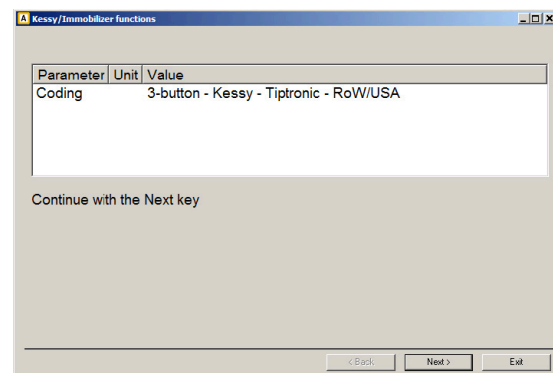 A Kessy/Immobilizer functions
Parameter Unit Value
Coding 3-button - Kessy - Tiptronic - RoW/USA
Continue with the Next key
< Back Next > Exit